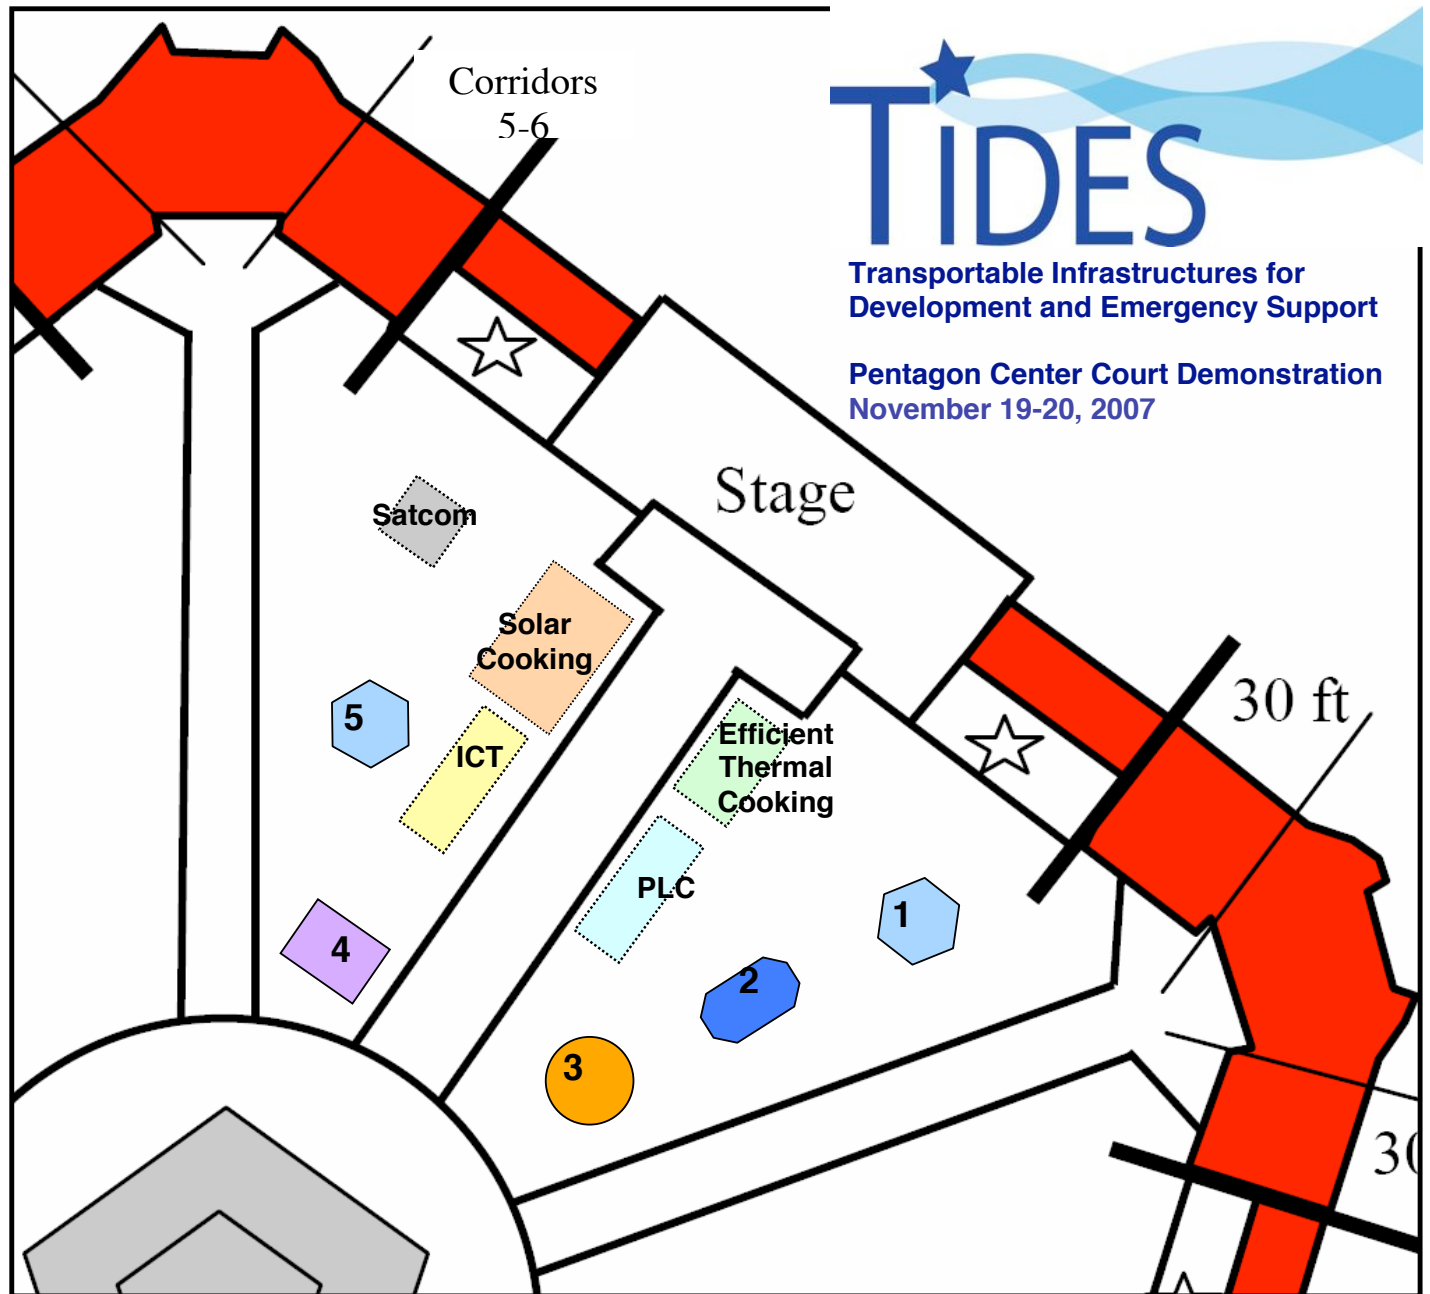 Corridors
5-6
TIDES
Transportable Infrastructures for
Development and Emergency Support
Pentagon Center Court Demonstration
November 19-20, 2007
Stage
Satcom
Solar
Cooking
30 ft
5
ICT
Efficient
Thermal
Cooking
PLC
1
4
2
3
30